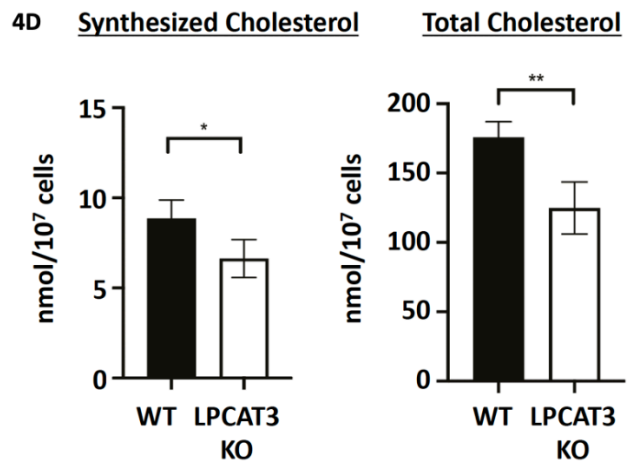 4D Synthesized Cholesterol Total Cholesterol
nmol/10⁷ cells
15
10
5
0
*
WT LPCAT3
KO
nmol/10⁷ cells
200
150
100
50
0
**
WT LPCAT3
KO